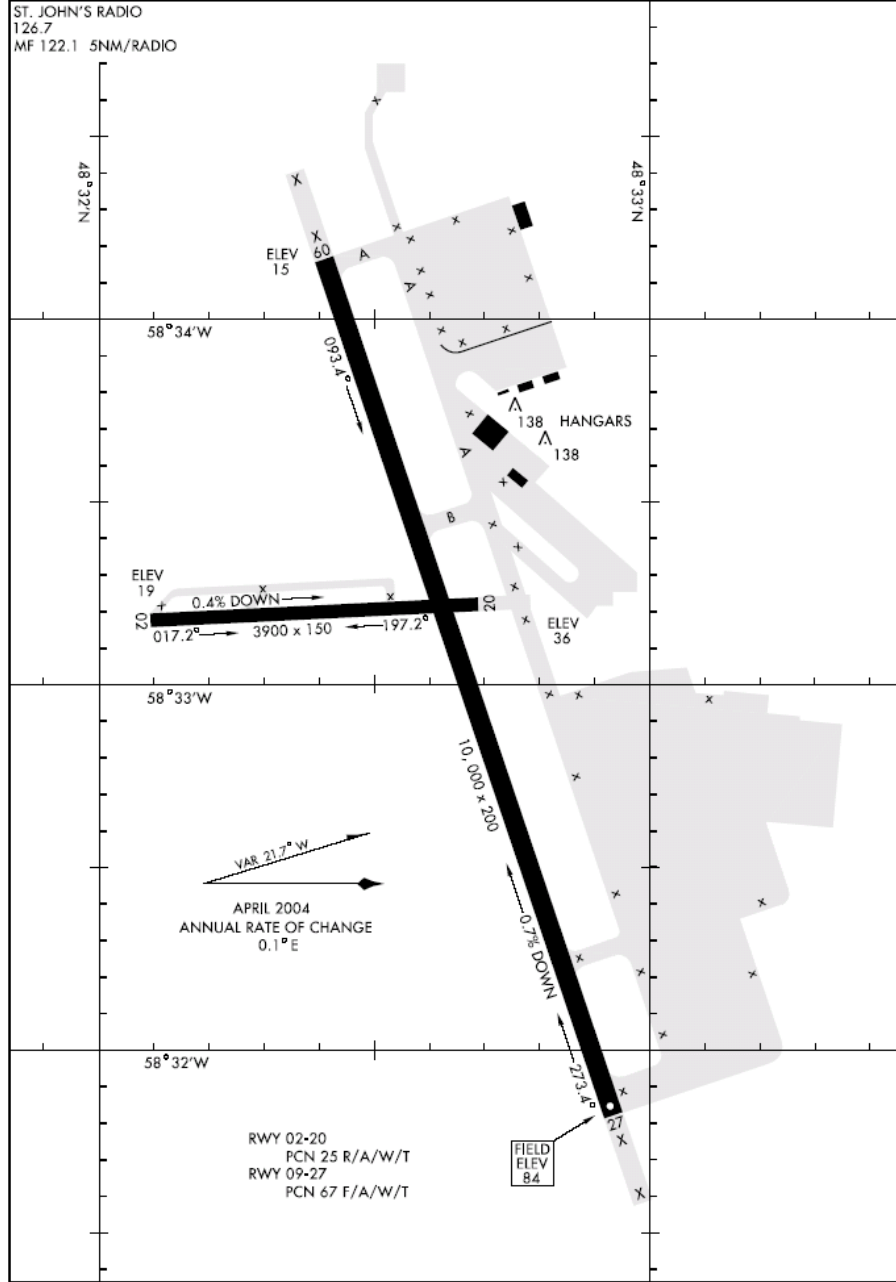 ST. JOHN'S RADIO
126.7
MF 122.1 5NM/RADIO
48°32'N
48°33'N
X
X
ELEV
15
09
A
A
58°34'W
093.4°
138 HANGARS
138
A
B
ELEV
19
0.4% DOWN
02
20
017.2° 3900 x 150 197.2°
ELEV
36
58°33'W
10,000 x 200
VAR 21.7° W
APRIL 2004
ANNUAL RATE OF CHANGE
0.1° E
0.7% DOWN
58°32'W
273.4°
27
X
X
FIELD
ELEV
84
RWY 02-20
PCN 25 R/A/W/T
RWY 09-27
PCN 67 F/A/W/T